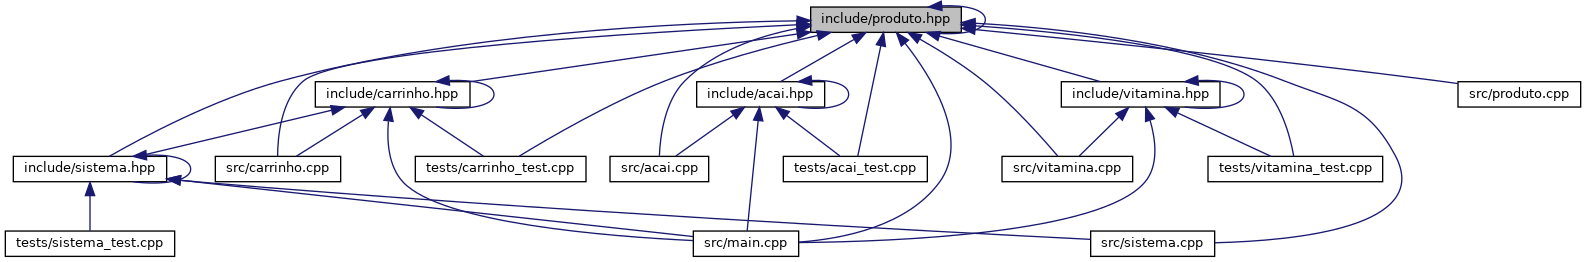 include/produto.hpp
include/carrinho.hpp
include/acai.hpp
include/vitamina.hpp
src/produto.cpp
include/sistema.hpp
src/carrinho.cpp
tests/carrinho_test.cpp
src/acai.cpp
tests/acai_test.cpp
src/vitamina.cpp
tests/vitamina_test.cpp
tests/sistema_test.cpp
src/main.cpp
src/sistema.cpp